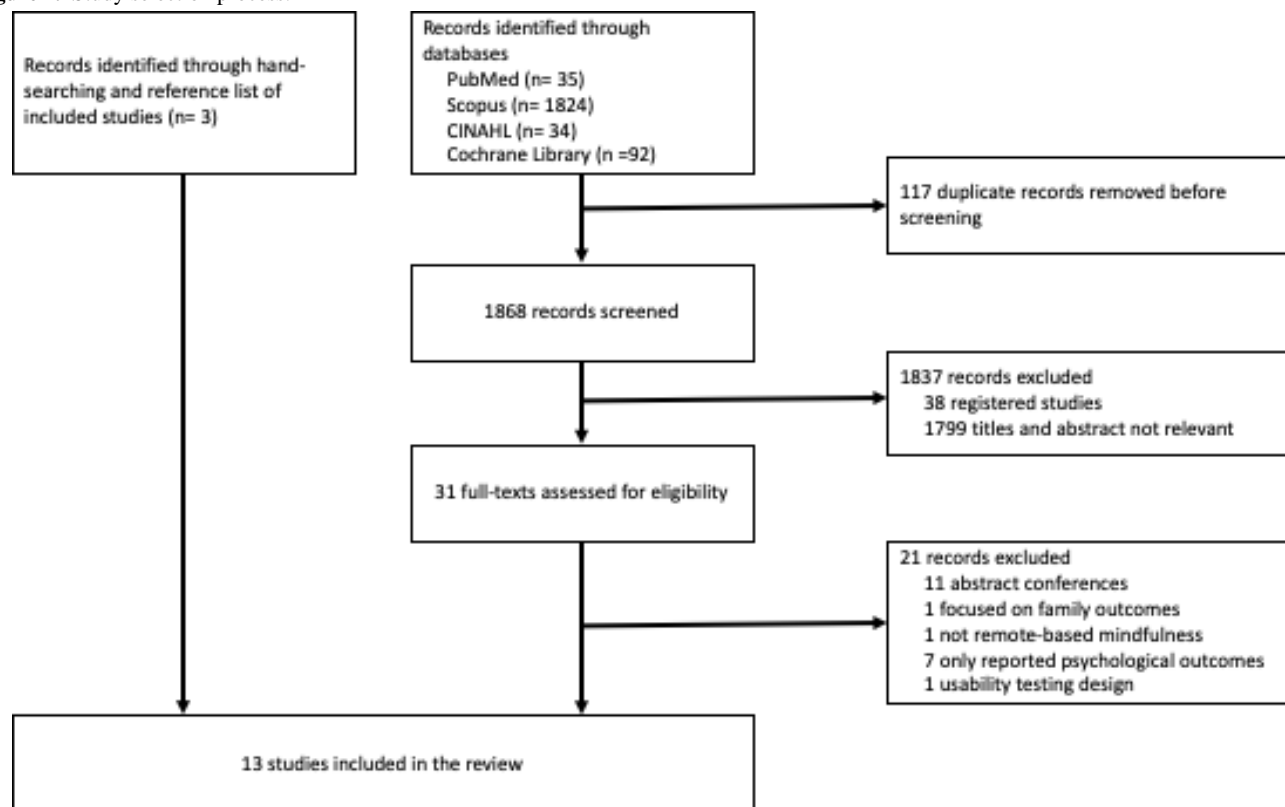 Records identified through hand-
searching and reference list of
included studies (n= 3)
Records identified through
databases
PubMed (n= 35)
Scopus (n= 1824)
CINAHL (n= 34)
Cochrane Library (n =92)
117 duplicate records removed before
screening
1868 records screened
1837 records excluded
38 registered studies
1799 titles and abstract not relevant
31 full-texts assessed for eligibility
21 records excluded
11 abstract conferences
1 focused on family outcomes
1 not remote-based mindfulness
7 only reported psychological outcomes
1 usability testing design
13 studies included in the review